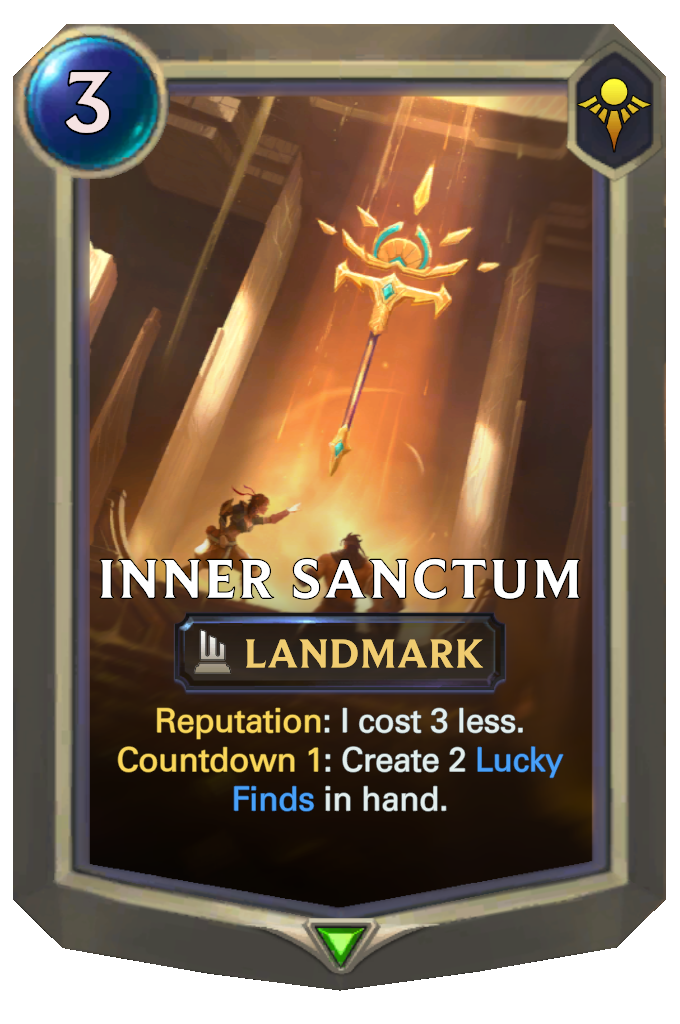 3
INNER SANCTUM
LANDMARK
Reputation: I cost 3 less.
Countdown 1: Create 2 Lucky
Finds in hand.